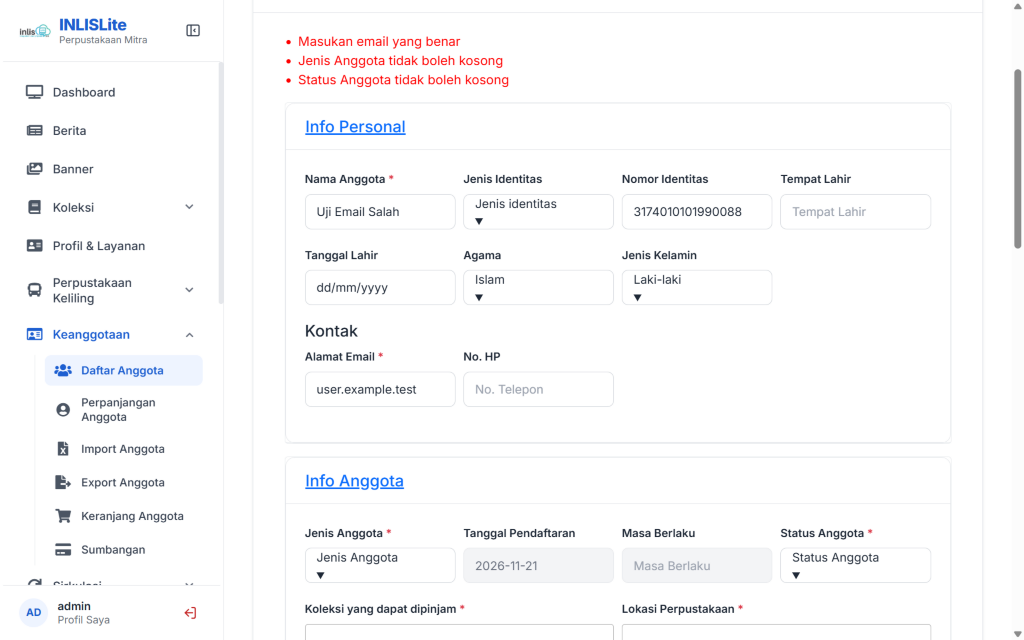 inlis
INLISLite
Perpustakaan Mitra
Dashboard
Berita
Banner
Koleksi
Profil & Layanan
Perpustakaan
Keliling
Keanggotaan
Daftar Anggota
Perpanjangan
Anggota
Import Anggota
Export Anggota
Keranjang Anggota
Sumbangan
Sirkulasi
AD
admin
Profil Saya
Masukan email yang benar
Jenis Anggota tidak boleh kosong
Status Anggota tidak boleh kosong
Info Personal
Nama Anggota * Jenis Identitas Nomor Identitas Tempat Lahir
Uji Email Salah Jenis identitas 3174010101990088 Tempat Lahir
Tanggal Lahir Agama Jenis Kelamin
dd/mm/yyyy Islam Laki-laki
Kontak
Alamat Email * No. HP
user.example.test No. Telepon
Info Anggota
Jenis Anggota * Tanggal Pendaftaran Masa Berlaku Status Anggota *
Jenis Anggota 2026-11-21 Masa Berlaku Status Anggota
Koleksi yang dapat dipinjam * Lokasi Perpustakaan *